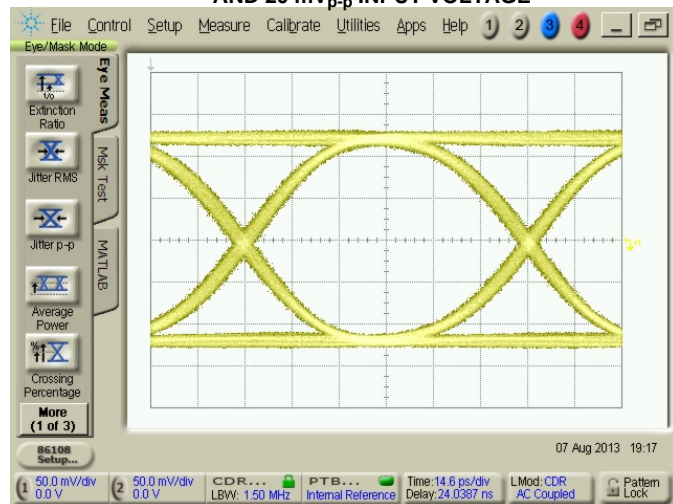 AND 20 mVp-p INPUT VOLTAGE
File Control Setup Measure Calibrate Utilities Apps Help 1 2 3 4
Eye/Mask Mode
Eye Meas
Msk Test
MATLAB
Extinction
Ratio
Jitter RMS
Jitter p-p
Average
Power
Crossing
Percentage
More
(1 of 3)
86108
Setup...
07 Aug 2013 19:17
1 50.0 mV/div
0.0 V
2 50.0 mV/div
0.0 V
CDR...
LBW: 1.50 MHz
PTB...
Internal Reference
Time:14.6 ps/div
Delay:24.0387 ns
LMod:CDR
AC Coupled
Pattern
Lock